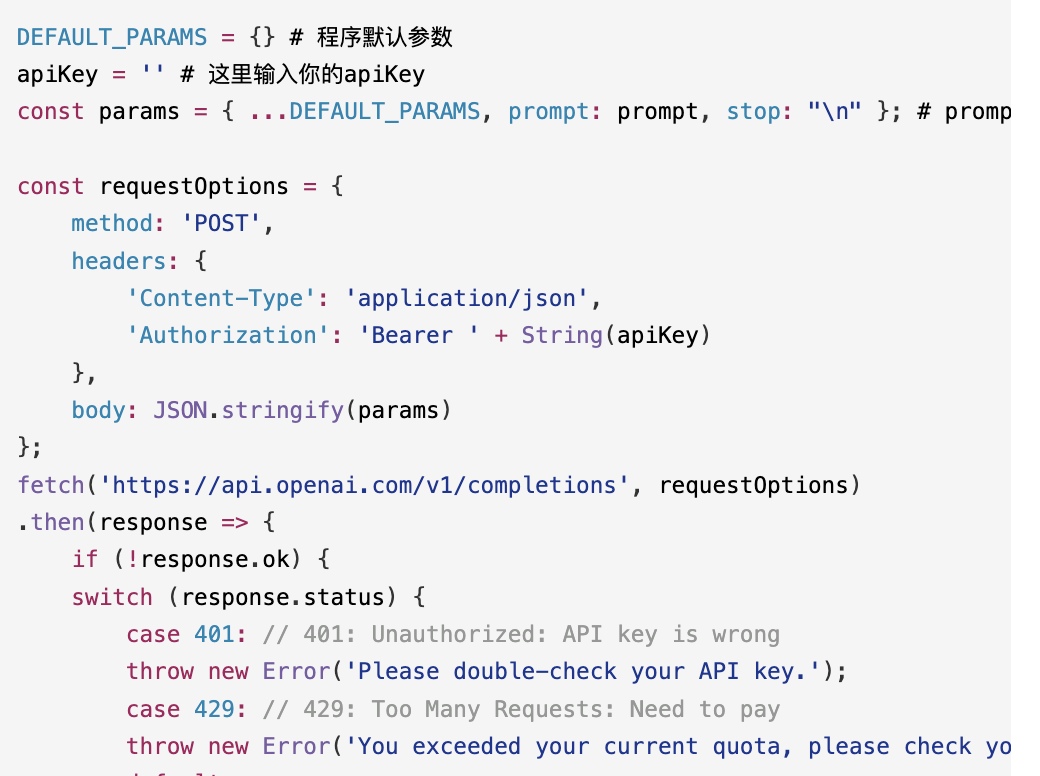 DEFAULT_PARAMS = {} # 程序默认参数
apiKey = '' # 这里输入你的apiKey
const params = { ...DEFAULT_PARAMS, prompt: prompt, stop: "\n" }; # promp
const requestOptions = {
    method: 'POST',
    headers: {
        'Content-Type': 'application/json',
        'Authorization': 'Bearer ' + String(apiKey)
    },
    body: JSON.stringify(params)
};
fetch('https://api.openai.com/v1/completions', requestOptions)
.then(response => {
    if (!response.ok) {
    switch (response.status) {
        case 401: // 401: Unauthorized: API key is wrong
        throw new Error('Please double-check your API key.');
        case 429: // 429: Too Many Requests: Need to pay
        throw new Error('You exceeded your current quota, please check yo